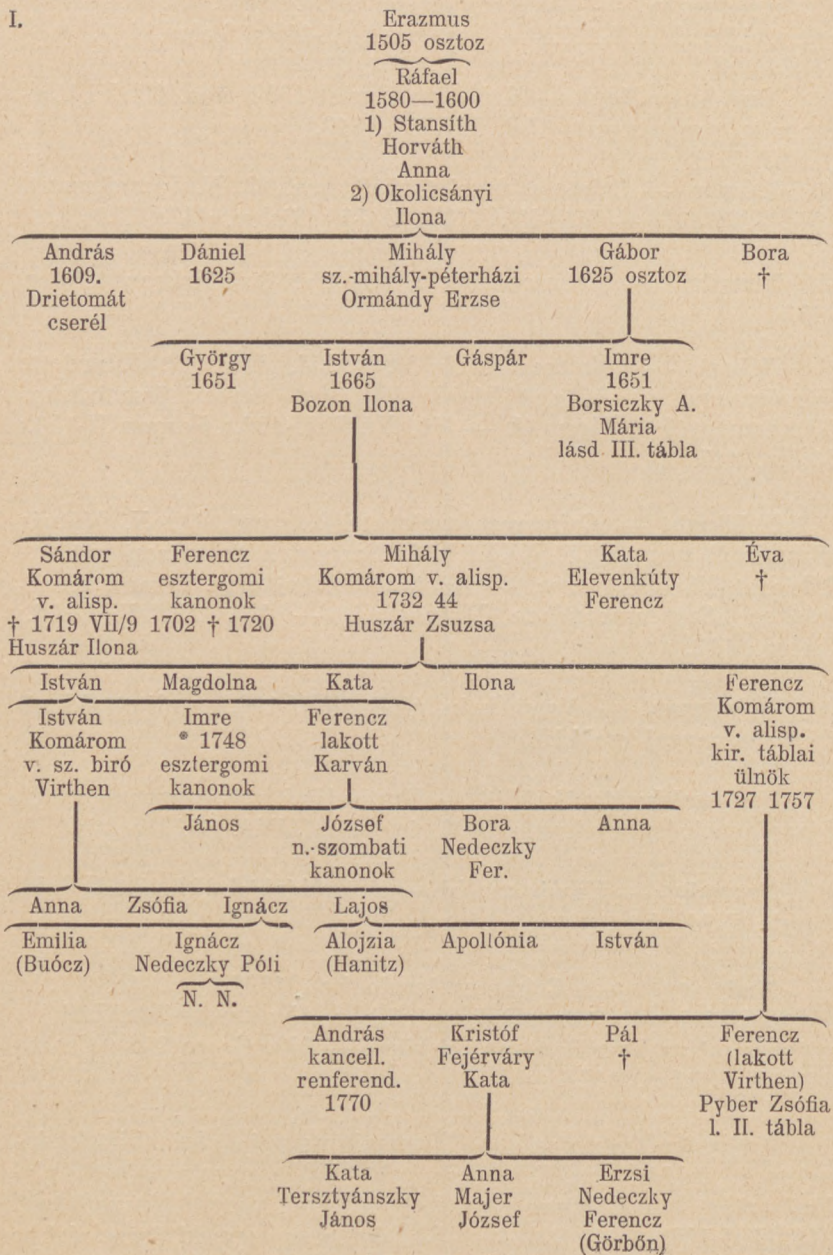 I.
Erazmus
1505 osztoz
Ráfael
1580—1600
1) Stansíth
Horváth
Anna
2) Okolicsányi
Ilona
András Dániel Mihály Gábor Bora
1609. 1625 sz.-mihály-péterházi 1625 osztoz †
Drietomát Ormándy Erzse
cserél
György István Gáspár Imre
1651 1665 1651
Bozon Ilona Borsiczky A.
Mária
lásd III. tábla
Sándor Ferencz Mihály Kata Éva
Komárom esztergomi Komárom v. alisp. Elevenkúty †
v. alisp. kanonok 1732 44 Ferencz
† 1719 VII/9 1702 † 1720 Huszár Zsuzsa
Huszár Ilona
István Magdolna Kata Ilona Ferencz
Komárom
v. alisp.
kir. táblai
ülnök
1727 1757
István Imre Ferencz
Komárom * 1748 lakott
v. sz. biró esztergomi Karván
Virthen kanonok
János József Bora Anna
n.-szombati Nedeczky
kanonok Fer.
Anna Zsófia Ignácz Lajos
Emilia Ignácz Alojzia Apollónia István
(Buócz) Nedeczky Póli (Hanitz)
N. N.
András Kristóf Pál Ferencz
kancell. Fejérváry † (lakott
renferend. Kata Virthen)
1770 Pyber Zsófia
l. II. tábla
Kata Anna Erzsi
Tersztyánszky Majer Nedeczky
János József Ferencz
(Görbőn)